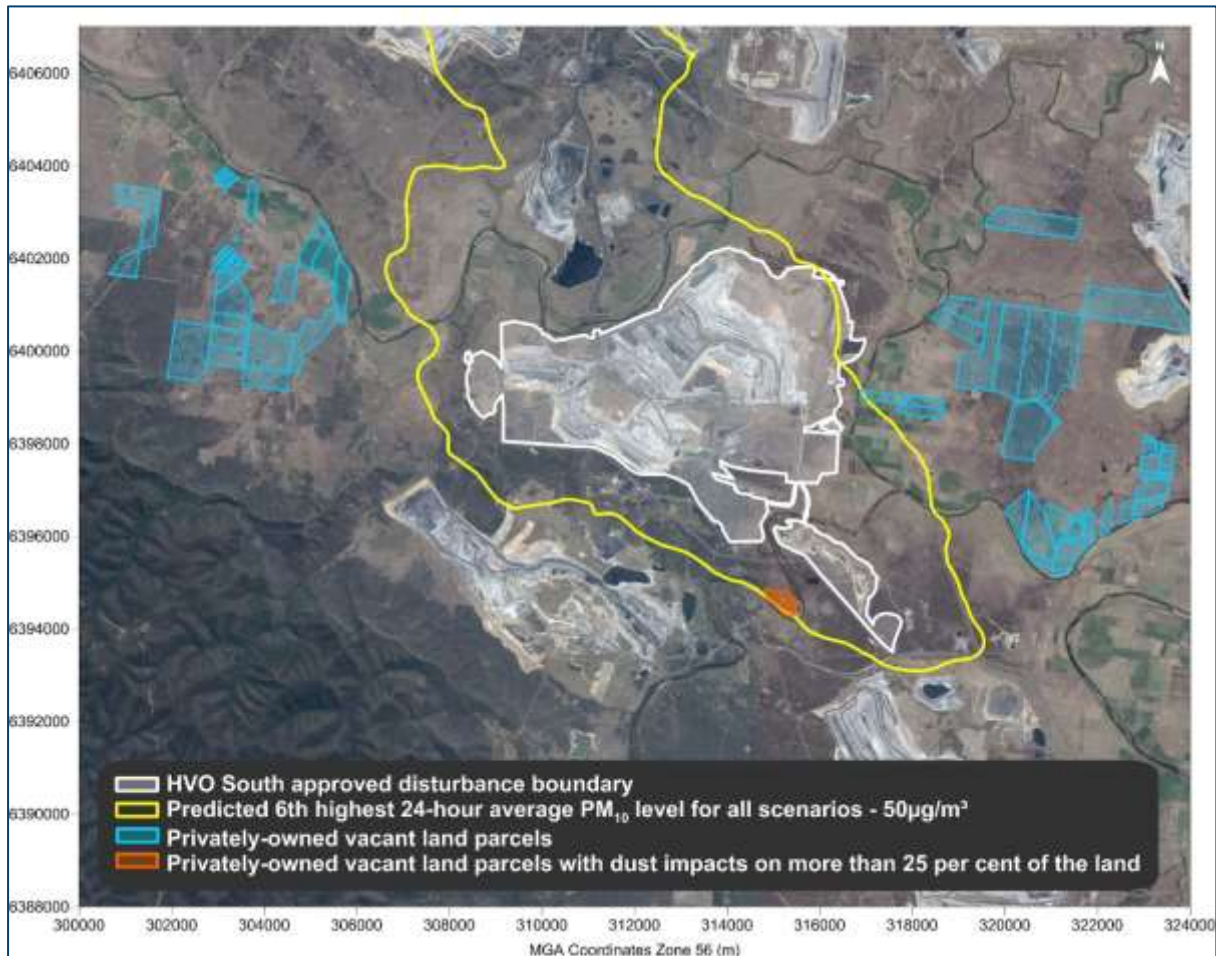 N
6406000
6404000
6402000
6400000
6398000
6396000
6394000
6392000
6390000
6388000
HVO South approved disturbance boundary
Predicted 6th highest 24-hour average PM₁₀ level for all scenarios - 50µg/m³
Privately-owned vacant land parcels
Privately-owned vacant land parcels with dust impacts on more than 25 per cent of the land
300000 302000 304000 306000 308000 310000 312000 314000 316000 318000 320000 322000 324000
MGA Coordinates Zone 56 (m)